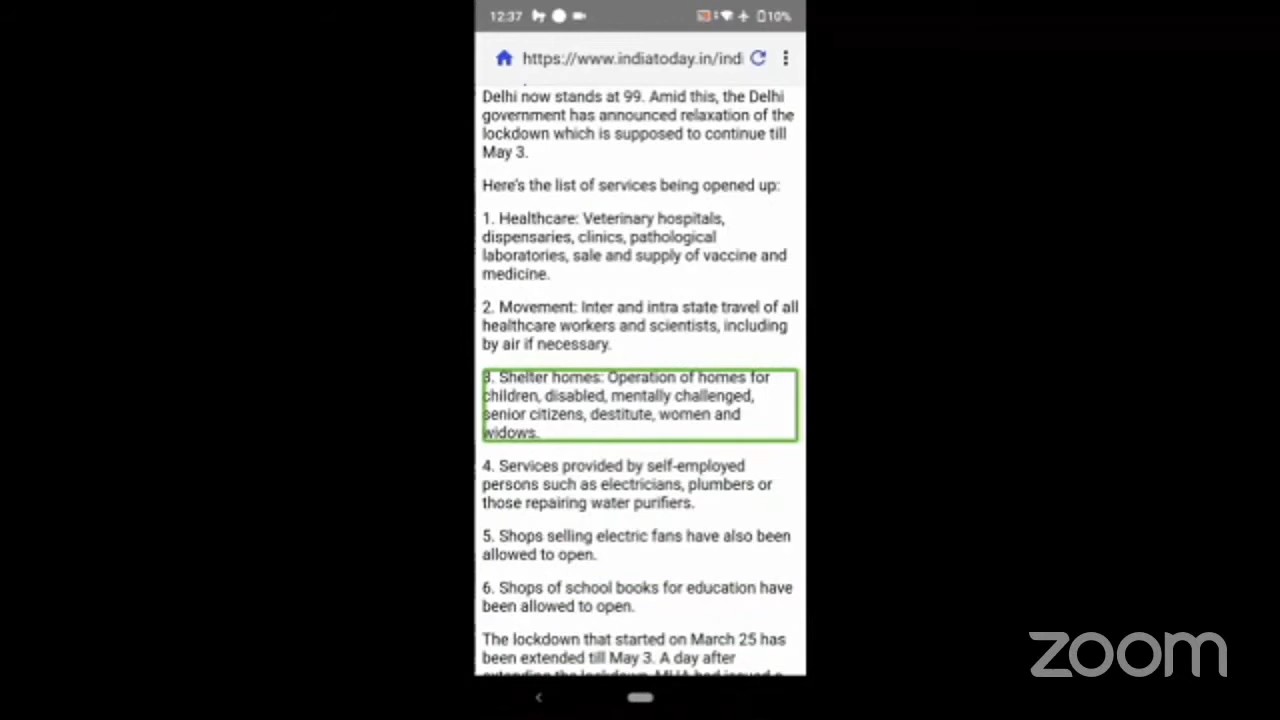 12:37
10%
https://www.indiatoday.in/indi
Delhi now stands at 99. Amid this, the Delhi
government has announced relaxation of the
lockdown which is supposed to continue till
May 3.
Here's the list of services being opened up:
1. Healthcare: Veterinary hospitals,
dispensaries, clinics, pathological
laboratories, sale and supply of vaccine and
medicine.
2. Movement: Inter and intra state travel of all
healthcare workers and scientists, including
by air if necessary.
3. Shelter homes: Operation of homes for
children, disabled, mentally challenged,
senior citizens, destitute, women and
widows.
4. Services provided by self-employed
persons such as electricians, plumbers or
those repairing water purifiers.
5. Shops selling electric fans have also been
allowed to open.
6. Shops of school books for education have
been allowed to open.
The lockdown that started on March 25 has
been extended till May 3. A day after
extending the lockdown, MHA had issued a
zoom